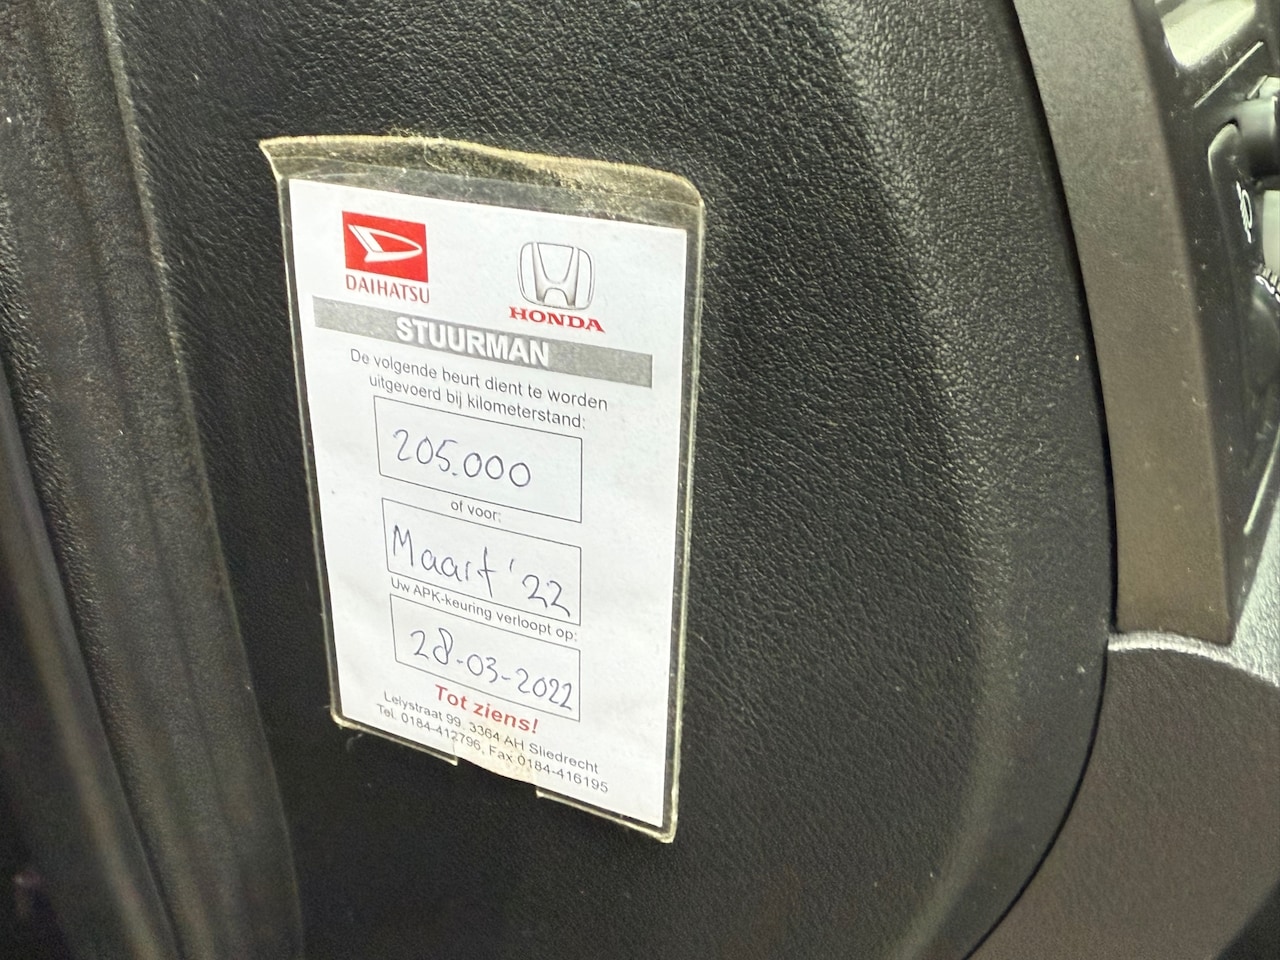 DAIHATSU
HONDA
STUURMAN
De volgende beurt dient te worden
uitgevoerd bij kilometerstand:
205.000
of voor:
Maart '22
Uw APK-keuring verloopt op:
28-03-2022
Tot ziens!
Lelystraat 99, 3364 AH Sliedrecht
Tel. 0184-412796, Fax 0184-416195